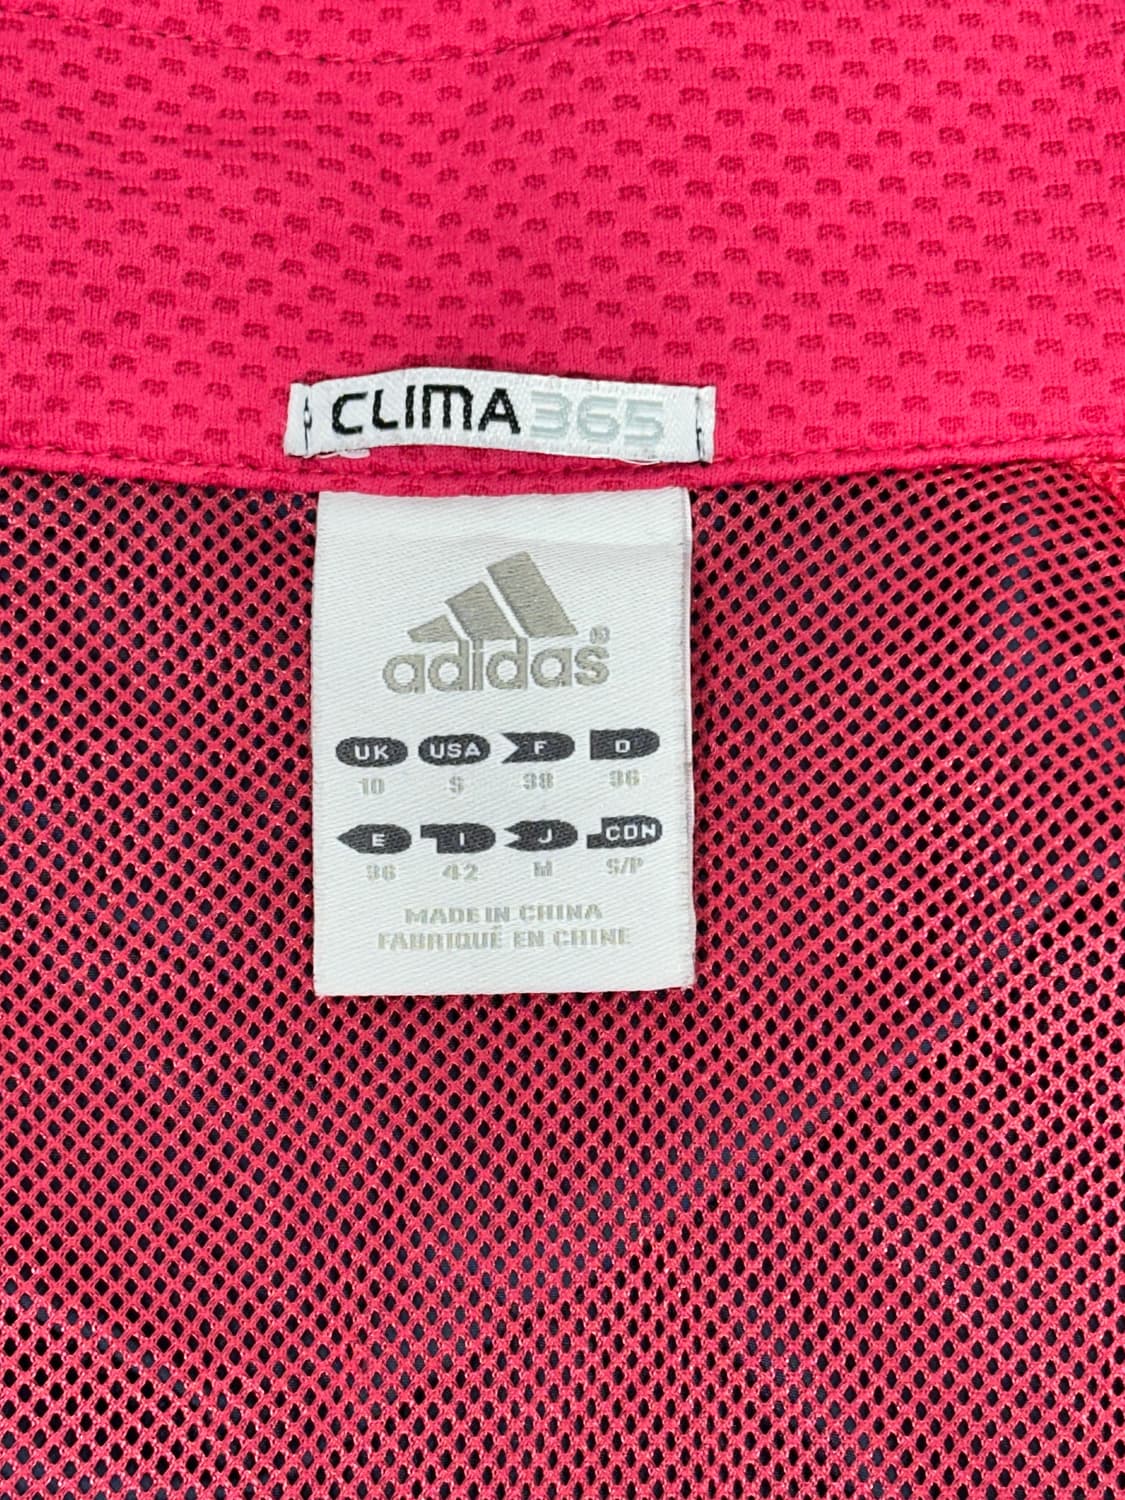 CLIMA365
adidas®
UK USA F D
10 S 38 36
E I J CDN
36 42 M S/P
MADE IN CHINA
FABRIQUÉ EN CHINE